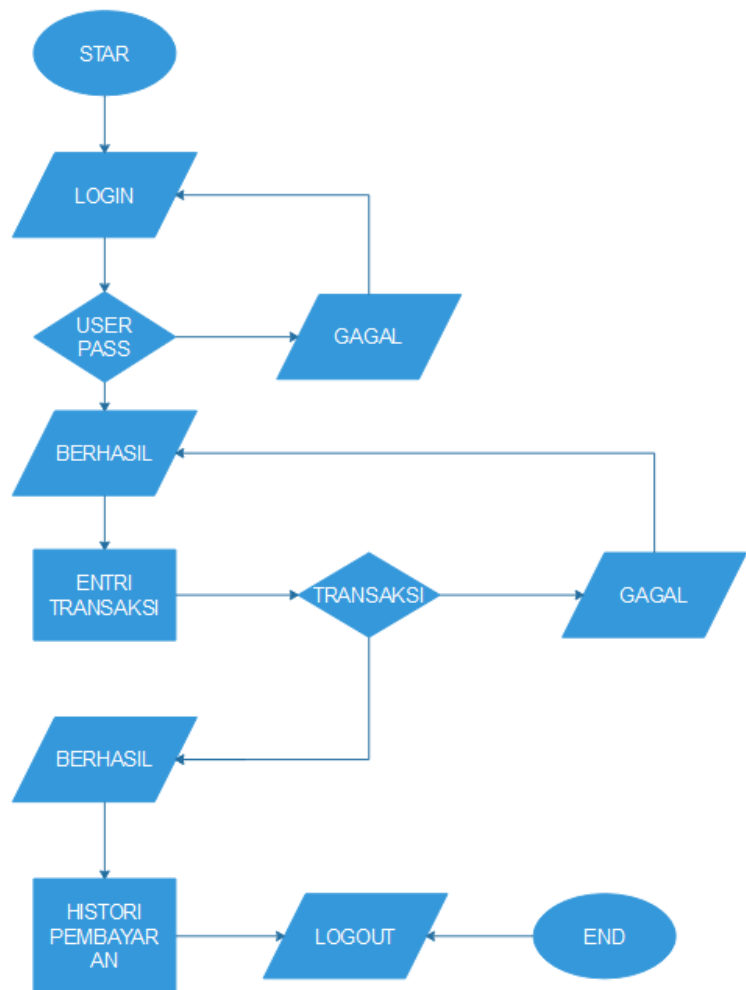 STAR
LOGIN
USER
PASS
GAGAL
BERHASIL
ENTRI
TRANSAKSI
TRANSAKSI
GAGAL
BERHASIL
HISTORI
PEMBAYAR
AN
LOGOUT
END